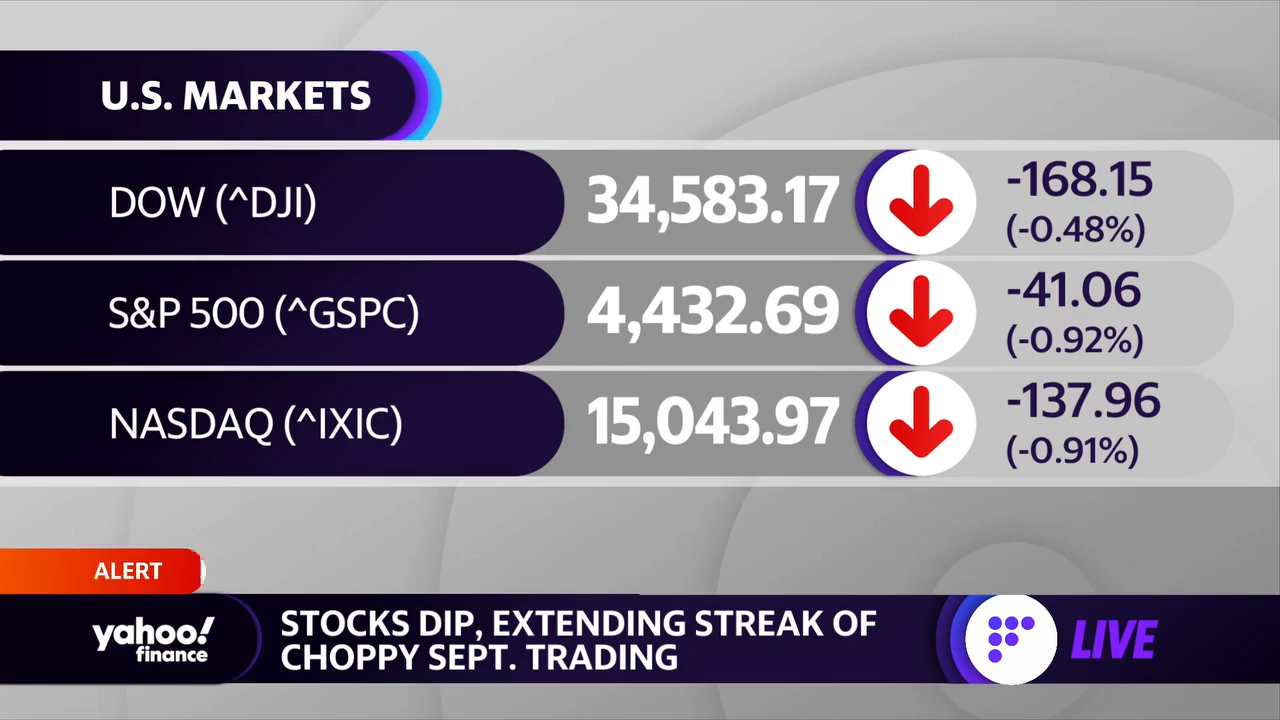 U.S. MARKETS
DOW (^DJI) 34,583.17 -168.15
(-0.48%)
S&P 500 (^GSPC) 4,432.69 -41.06
(-0.92%)
NASDAQ (^IXIC) 15,043.97 -137.96
(-0.91%)
ALERT
yahoo!
finance
STOCKS DIP, EXTENDING STREAK OF
CHOPPY SEPT. TRADING
LIVE